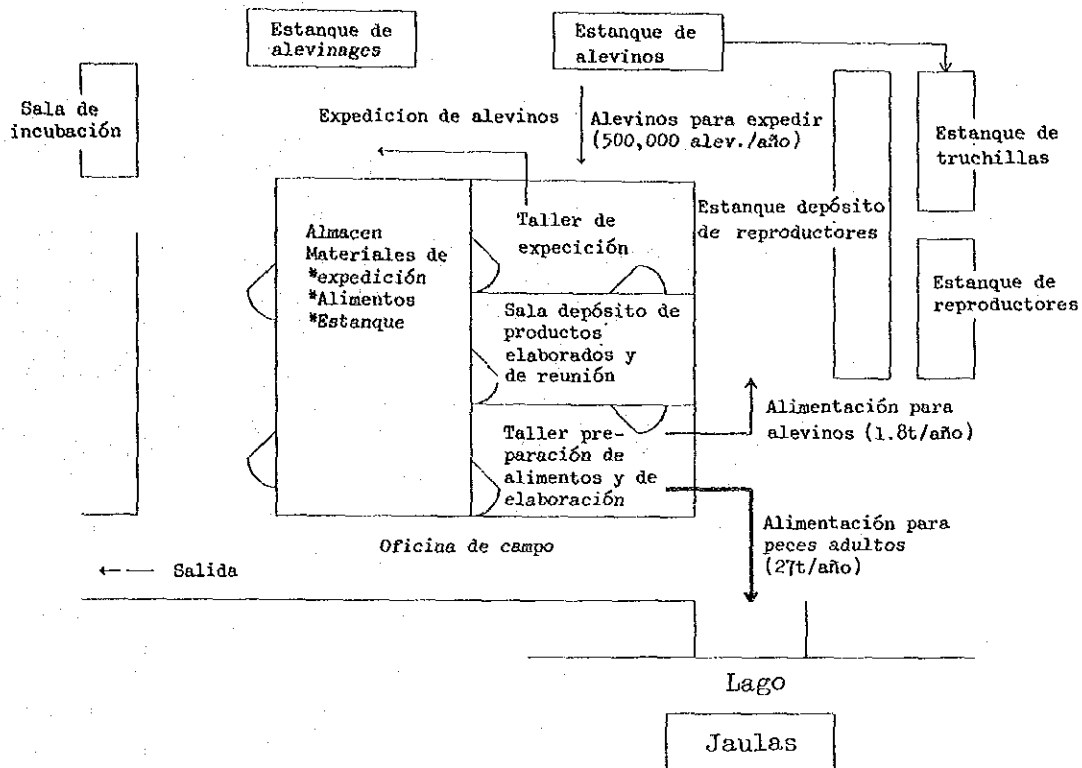 Estanque de
alevinages
Estanque de
alevinos
Sala de
incubación
Expedicion de alevinos
Alevinos para expedir
(500,000 alev./año)
Estanque de
truchillas
Almacen
Materiales de
*expedición
*Alimentos
*Estanque
Taller de
expecición
Estanque depósito
de reproductores
Estanque de
reproductores
Sala depósito de
productos
elaborados y
de reunión
Taller pre-
paración de
alimentos y de
elaboración
Alimentación para
alevinos (1.8t/año)
Alimentación para
peces adultos
(27t/año)
Oficina de campo
Salida
Lago
Jaulas